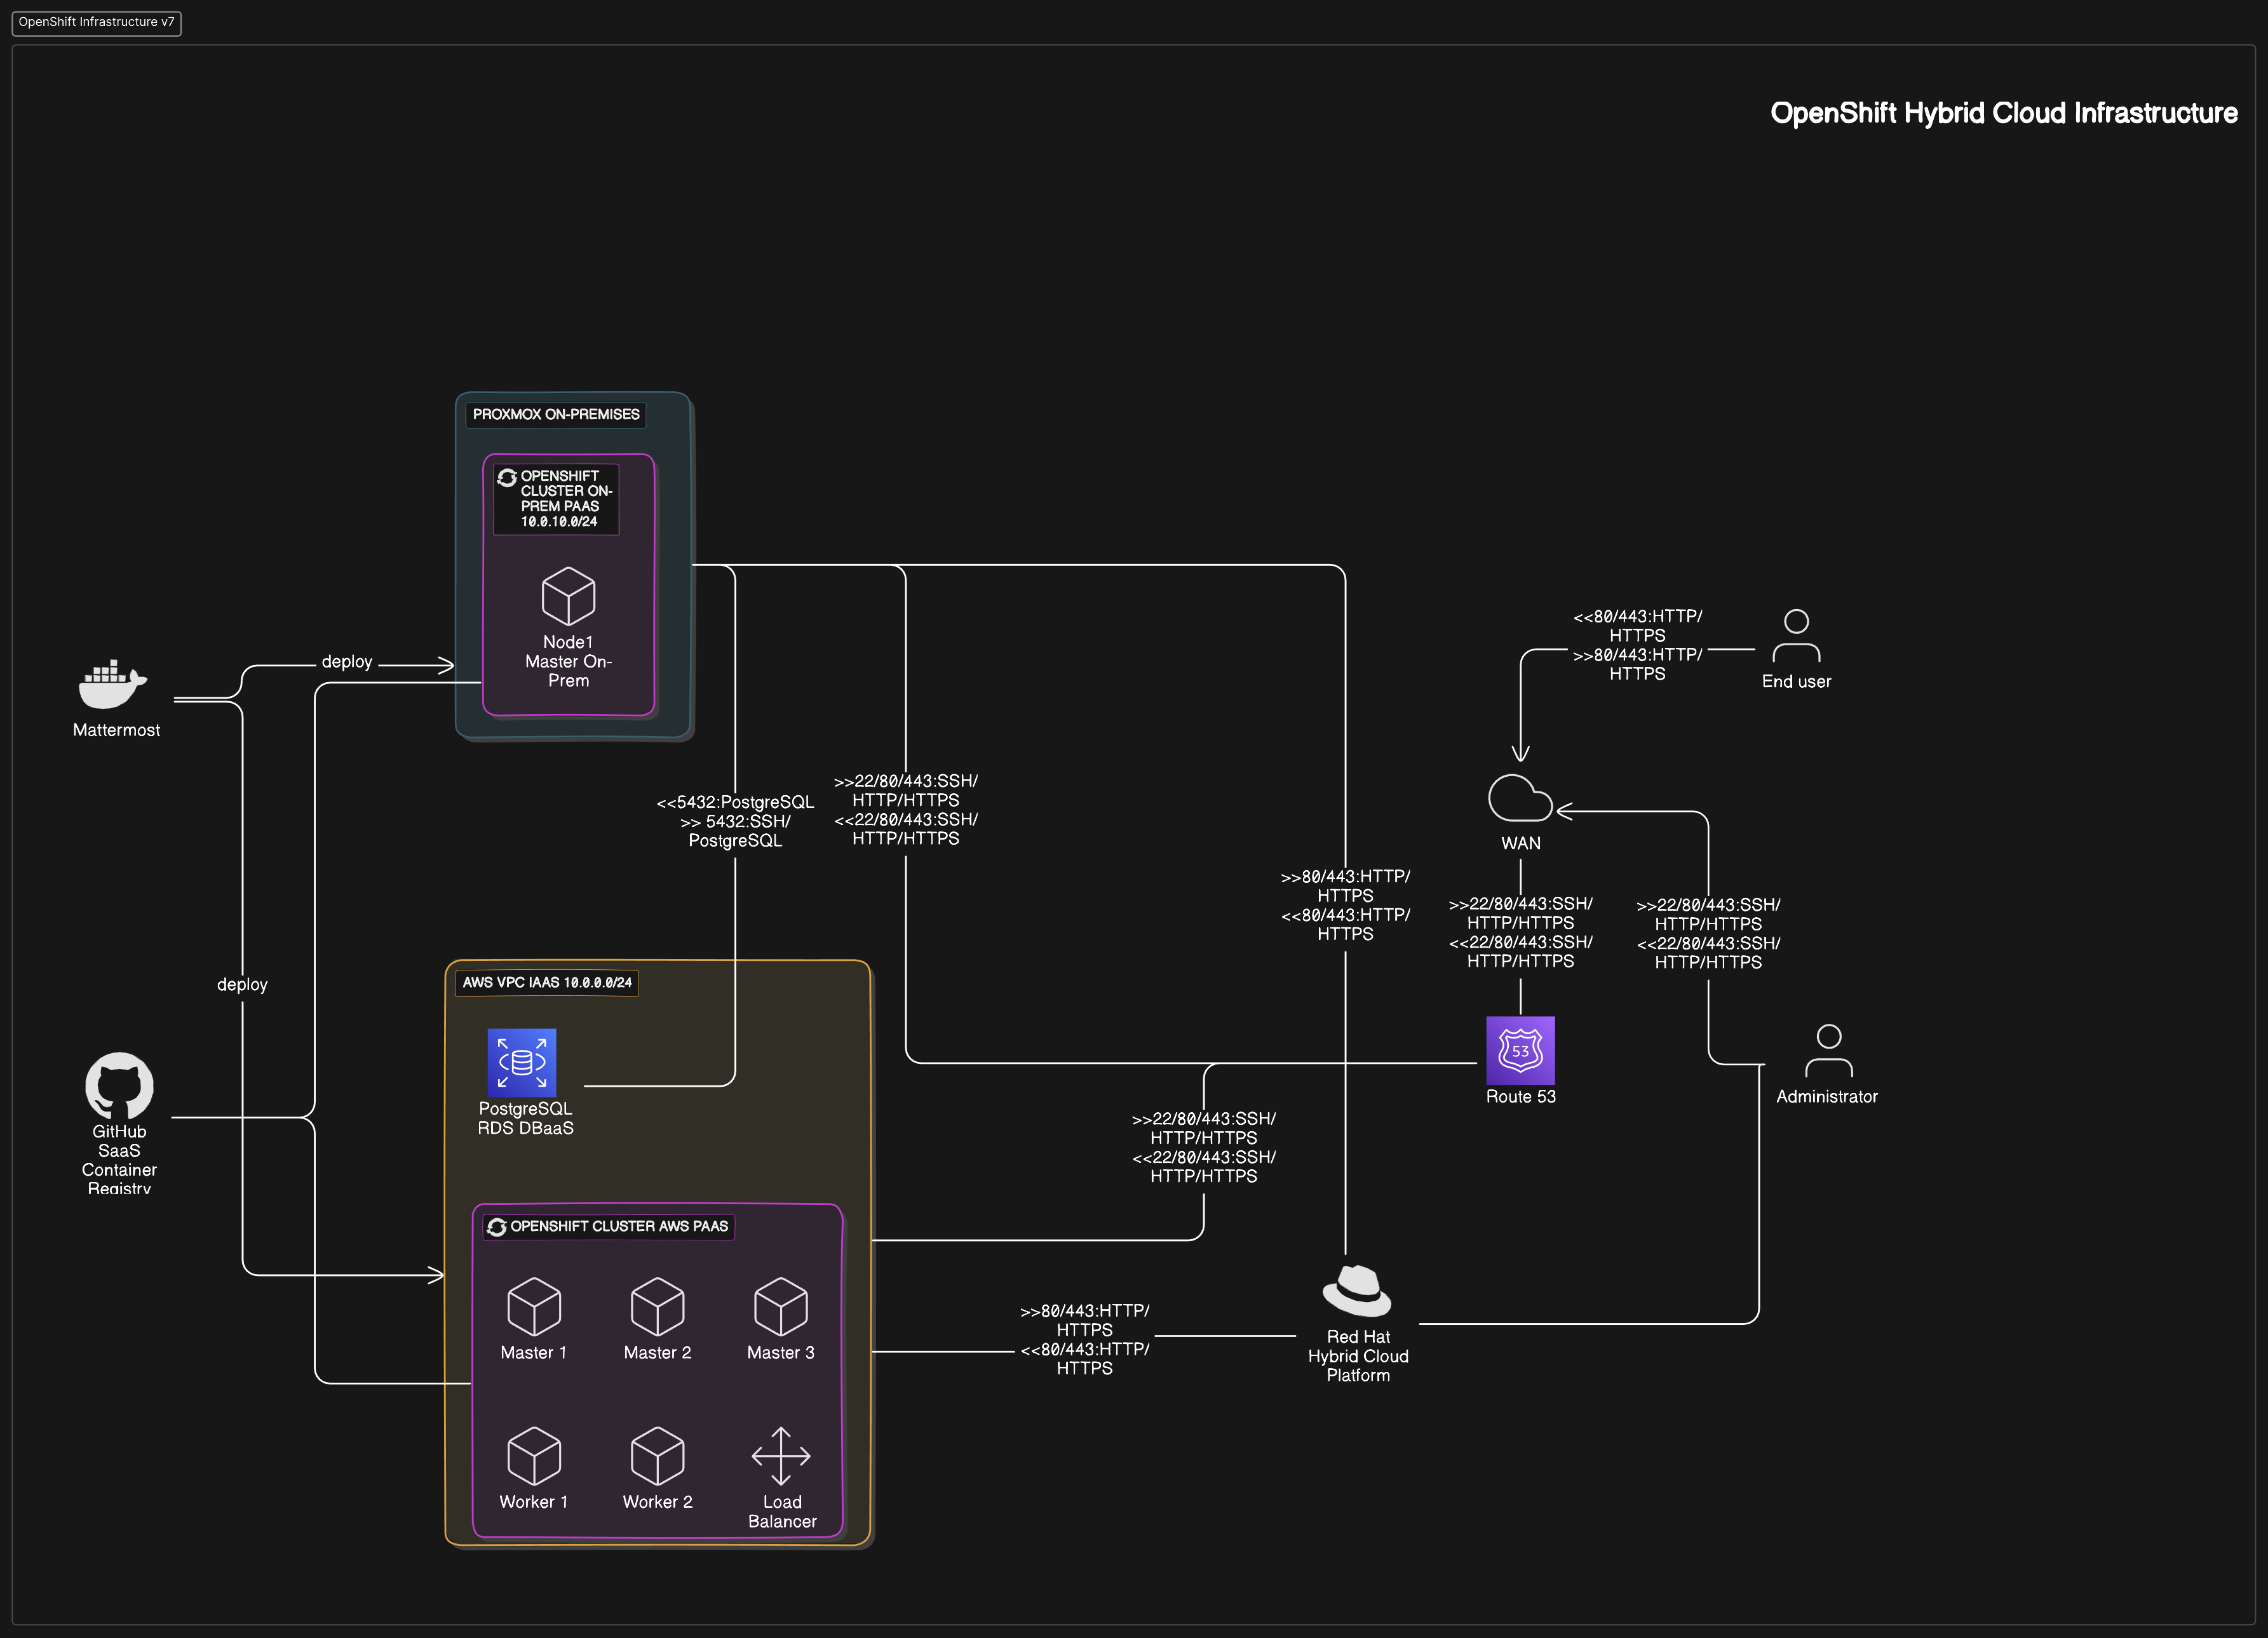 OpenShift Infrastructure v7
OpenShift Hybrid Cloud Infrastructure
PROXMOX ON-PREMISES
OPENSHIFT
CLUSTER ON-
PREM PAAS
10.0.10.0/24
Node1
Master On-
Prem
deploy
Mattermost
<<80/443:HTTP/
HTTPS
>>80/443:HTTP/
HTTPS
End user
<<5432:PostgreSQL
>> 5432:SSH/
PostgreSQL
>>22/80/443:SSH/
HTTP/HTTPS
<<22/80/443:SSH/
HTTP/HTTPS
WAN
>>80/443:HTTP/
HTTPS
<<80/443:HTTP/
HTTPS
>>22/80/443:SSH/
HTTP/HTTPS
<<22/80/443:SSH/
HTTP/HTTPS
>>22/80/443:SSH/
HTTP/HTTPS
<<22/80/443:SSH/
HTTP/HTTPS
deploy
AWS VPC IAAS 10.0.0.0/24
PostgreSQL
RDS DBaaS
53
Route 53
Administrator
GitHub
SaaS
Container
Registry
>>22/80/443:SSH/
HTTP/HTTPS
<<22/80/443:SSH/
HTTP/HTTPS
OPENSHIFT CLUSTER AWS PAAS
Master 1
Master 2
Master 3
>>80/443:HTTP/
HTTPS
<<80/443:HTTP/
HTTPS
Red Hat
Hybrid Cloud
Platform
Worker 1
Worker 2
Load
Balancer